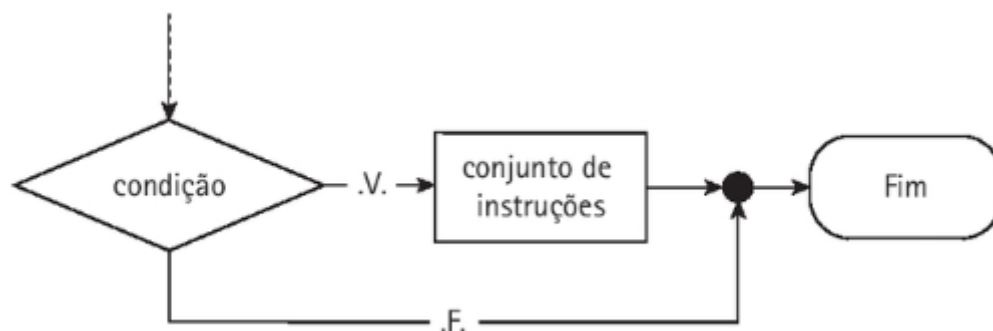 condição
.V.
conjunto de
instruções
Fim
.F.